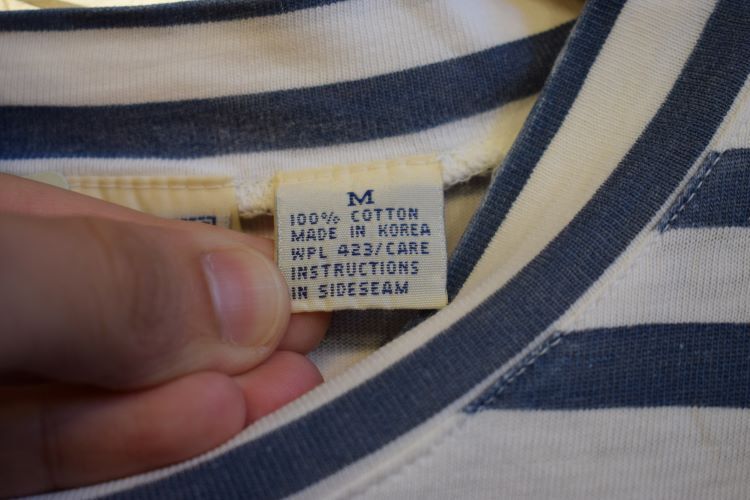 M
100% COTTON
MADE IN KOREA
WPL 423/CARE
INSTRUCTIONS
IN SIDESEAM